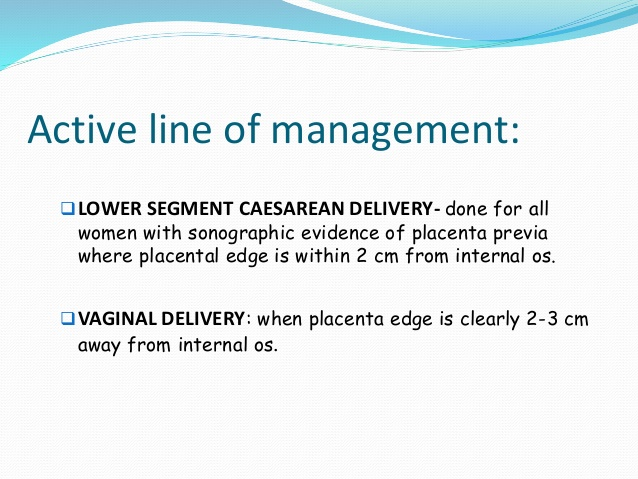 Active line of management:
LOWER SEGMENT CAESAREAN DELIVERY- done for all
women with sonographic evidence of placenta previa
where placental edge is within 2 cm from internal os.
VAGINAL DELIVERY: when placenta edge is clearly 2-3 cm
away from internal os.